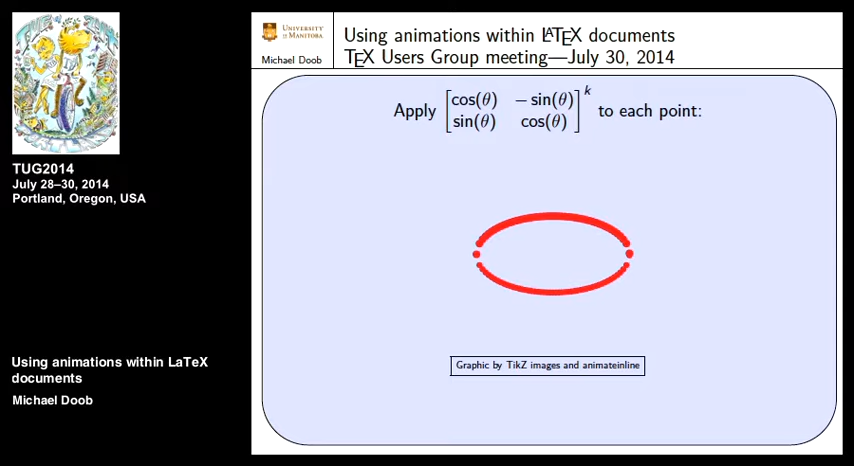 TUG2014
July 28–30, 2014
Portland, Oregon, USA
Using animations within LaTeX
documents
Michael Doob
UNIVERSITY
OF MANITOBA
Michael Doob
Using animations within LATEX documents
TEX Users Group meeting—July 30, 2014
Apply [cos(θ) − sin(θ)]^k to each point:
sin(θ) cos(θ)
Graphic by TikZ images and animateinline